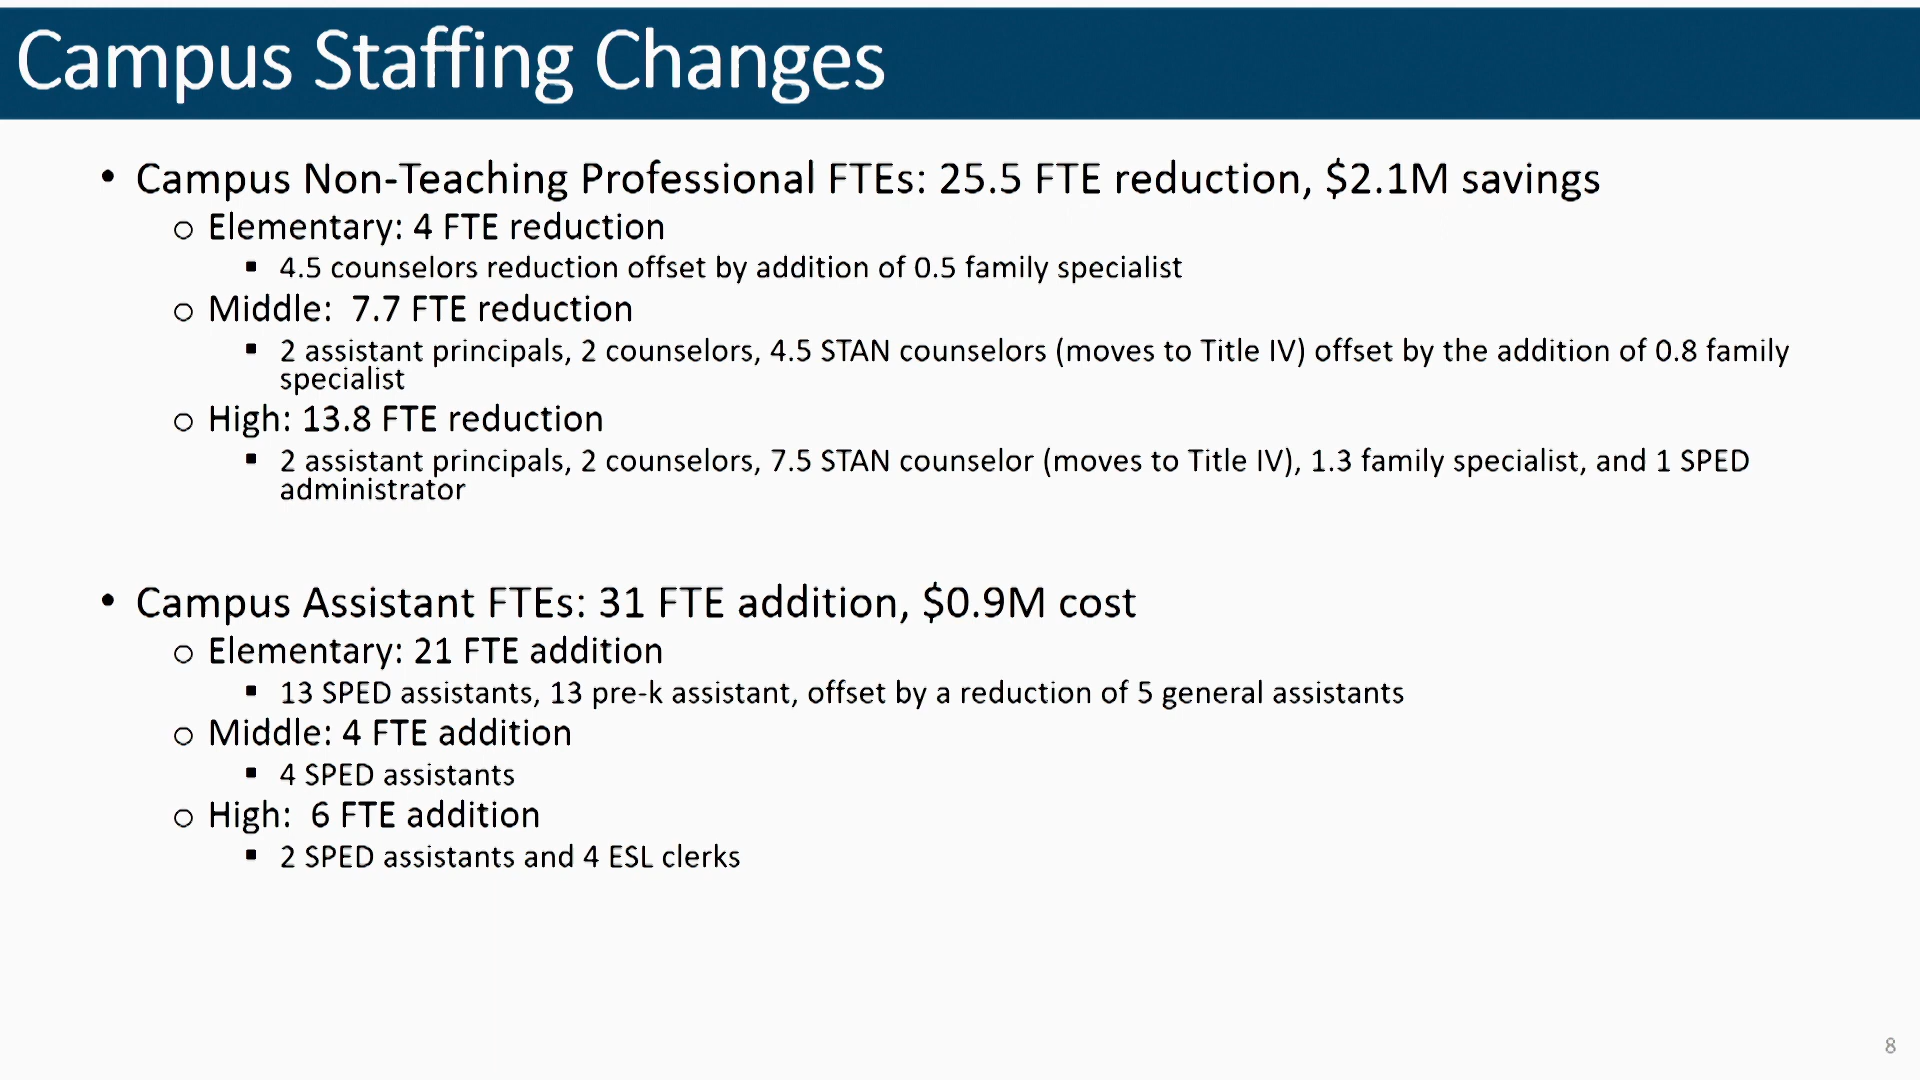 Campus Staffing Changes
• Campus Non-Teaching Professional FTEs: 25.5 FTE reduction, $2.1M savings
o Elementary: 4 FTE reduction
▪ 4.5 counselors reduction offset by addition of 0.5 family specialist
o Middle:  7.7 FTE reduction
▪ 2 assistant principals, 2 counselors, 4.5 STAN counselors (moves to Title IV) offset by the addition of 0.8 family
specialist
o High: 13.8 FTE reduction
▪ 2 assistant principals, 2 counselors, 7.5 STAN counselor (moves to Title IV), 1.3 family specialist, and 1 SPED
administrator
• Campus Assistant FTEs: 31 FTE addition, $0.9M cost
o Elementary: 21 FTE addition
▪ 13 SPED assistants, 13 pre-k assistant, offset by a reduction of 5 general assistants
o Middle: 4 FTE addition
▪ 4 SPED assistants
o High:  6 FTE addition
▪ 2 SPED assistants and 4 ESL clerks
8